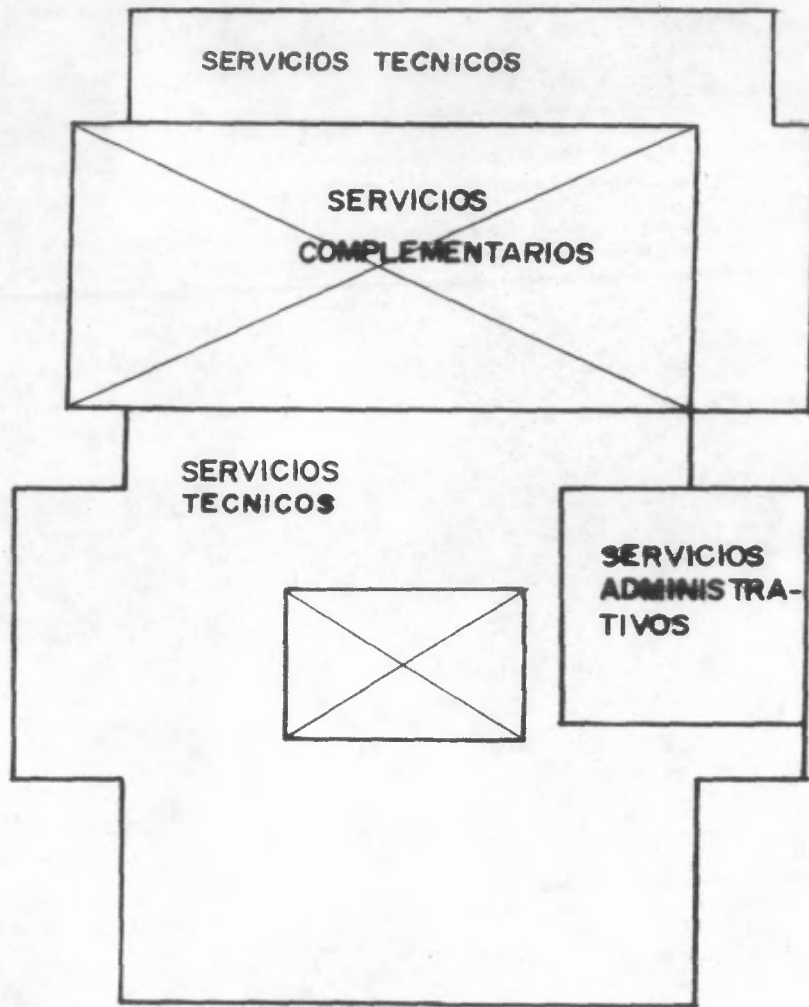 SERVICIOS TECNICOS
SERVICIOS
COMPLEMENTARIOS
SERVICIOS
TECNICOS
SERVICIOS
ADMINISTRA-
TIVOS